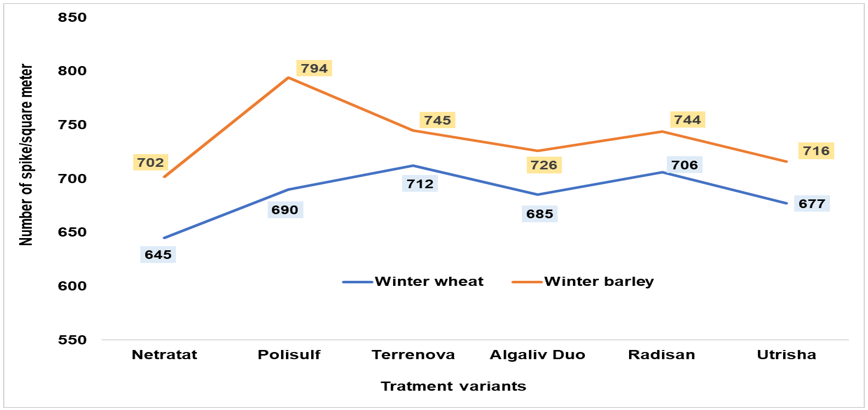 Number of spike/square meter
850
800
750
700
650
600
550
794
745
744
702
726
716
712
706
690
685
677
645
Winter wheat
Winter barley
Netratat
Polisulf
Terrenova
Algaliv Duo
Radisan
Utrisha
Tratment variants